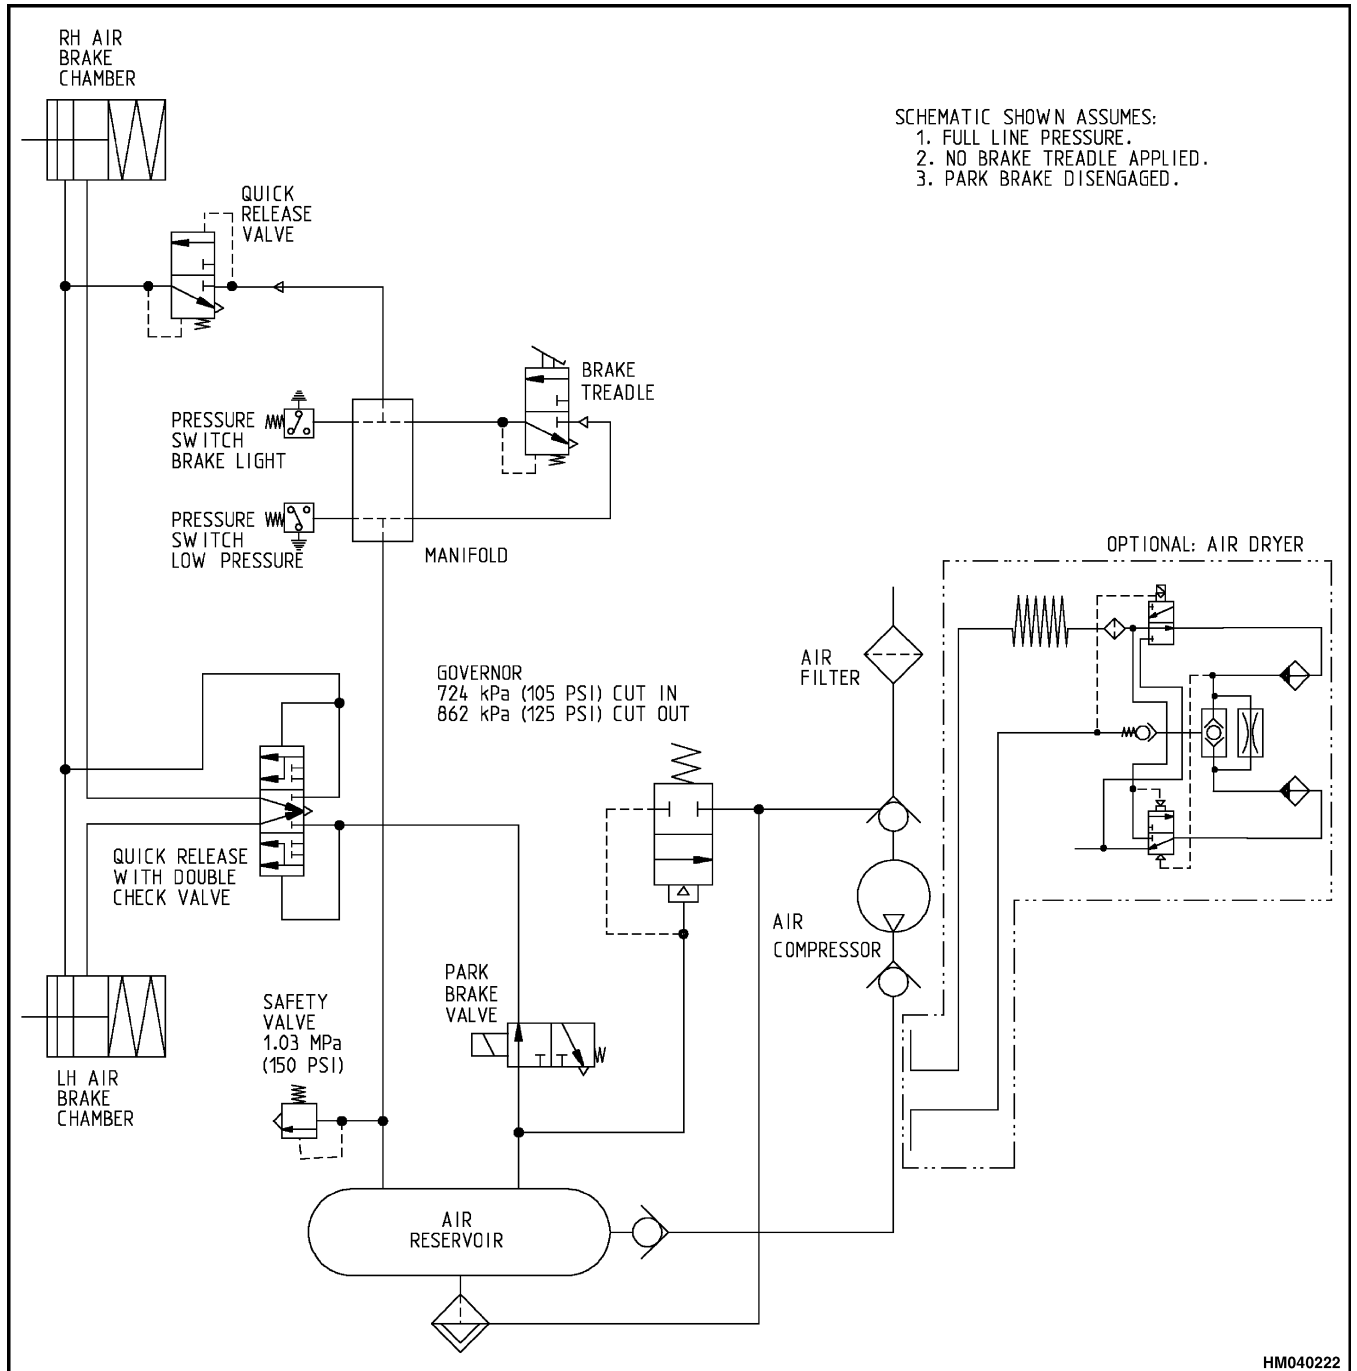 RH AIR
BRAKE
CHAMBER
SCHEMATIC SHOWN ASSUMES:
1. FULL LINE PRESSURE.
2. NO BRAKE TREADLE APPLIED.
3. PARK BRAKE DISENGAGED.
QUICK
RELEASE
VALVE
BRAKE
TREADLE
PRESSURE
SWITCH
BRAKE LIGHT
PRESSURE
SWITCH
LOW PRESSURE
MANIFOLD
OPTIONAL: AIR DRYER
AIR
FILTER
GOVERNOR
724 kPa (105 PSI) CUT IN
862 kPa (125 PSI) CUT OUT
QUICK RELEASE
WITH DOUBLE
CHECK VALVE
AIR
COMPRESSOR
PARK
BRAKE
VALVE
SAFETY
VALVE
1.03 MPa
(150 PSI)
LH AIR
BRAKE
CHAMBER
AIR
RESERVOIR
HM040222